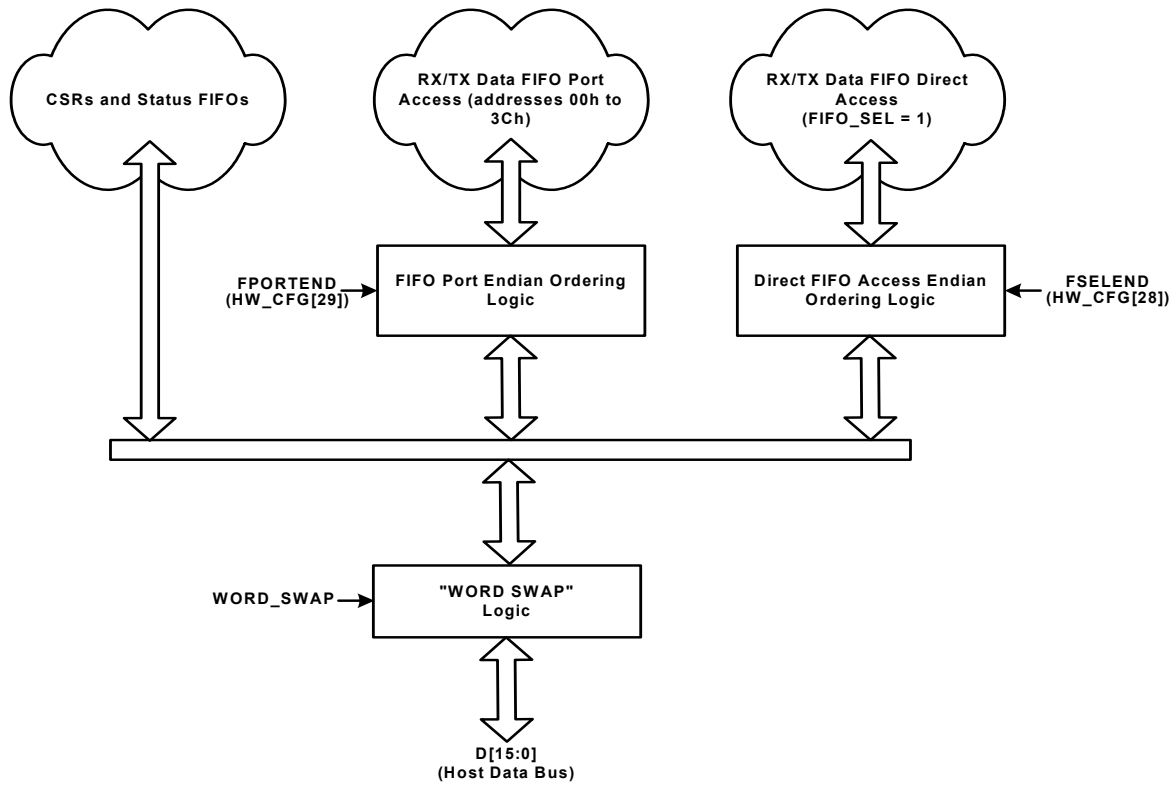 CSRs and Status FIFOs
RX/TX Data FIFO Port
Access (addresses 00h to
3Ch)
RX/TX Data FIFO Direct
Access
(FIFO_SEL = 1)
FPORTEND
(HW_CFG[29])
FIFO Port Endian Ordering
Logic
Direct FIFO Access Endian
Ordering Logic
FSELEND
(HW_CFG[28])
WORD_SWAP
"WORD SWAP"
Logic
D[15:0]
(Host Data Bus)